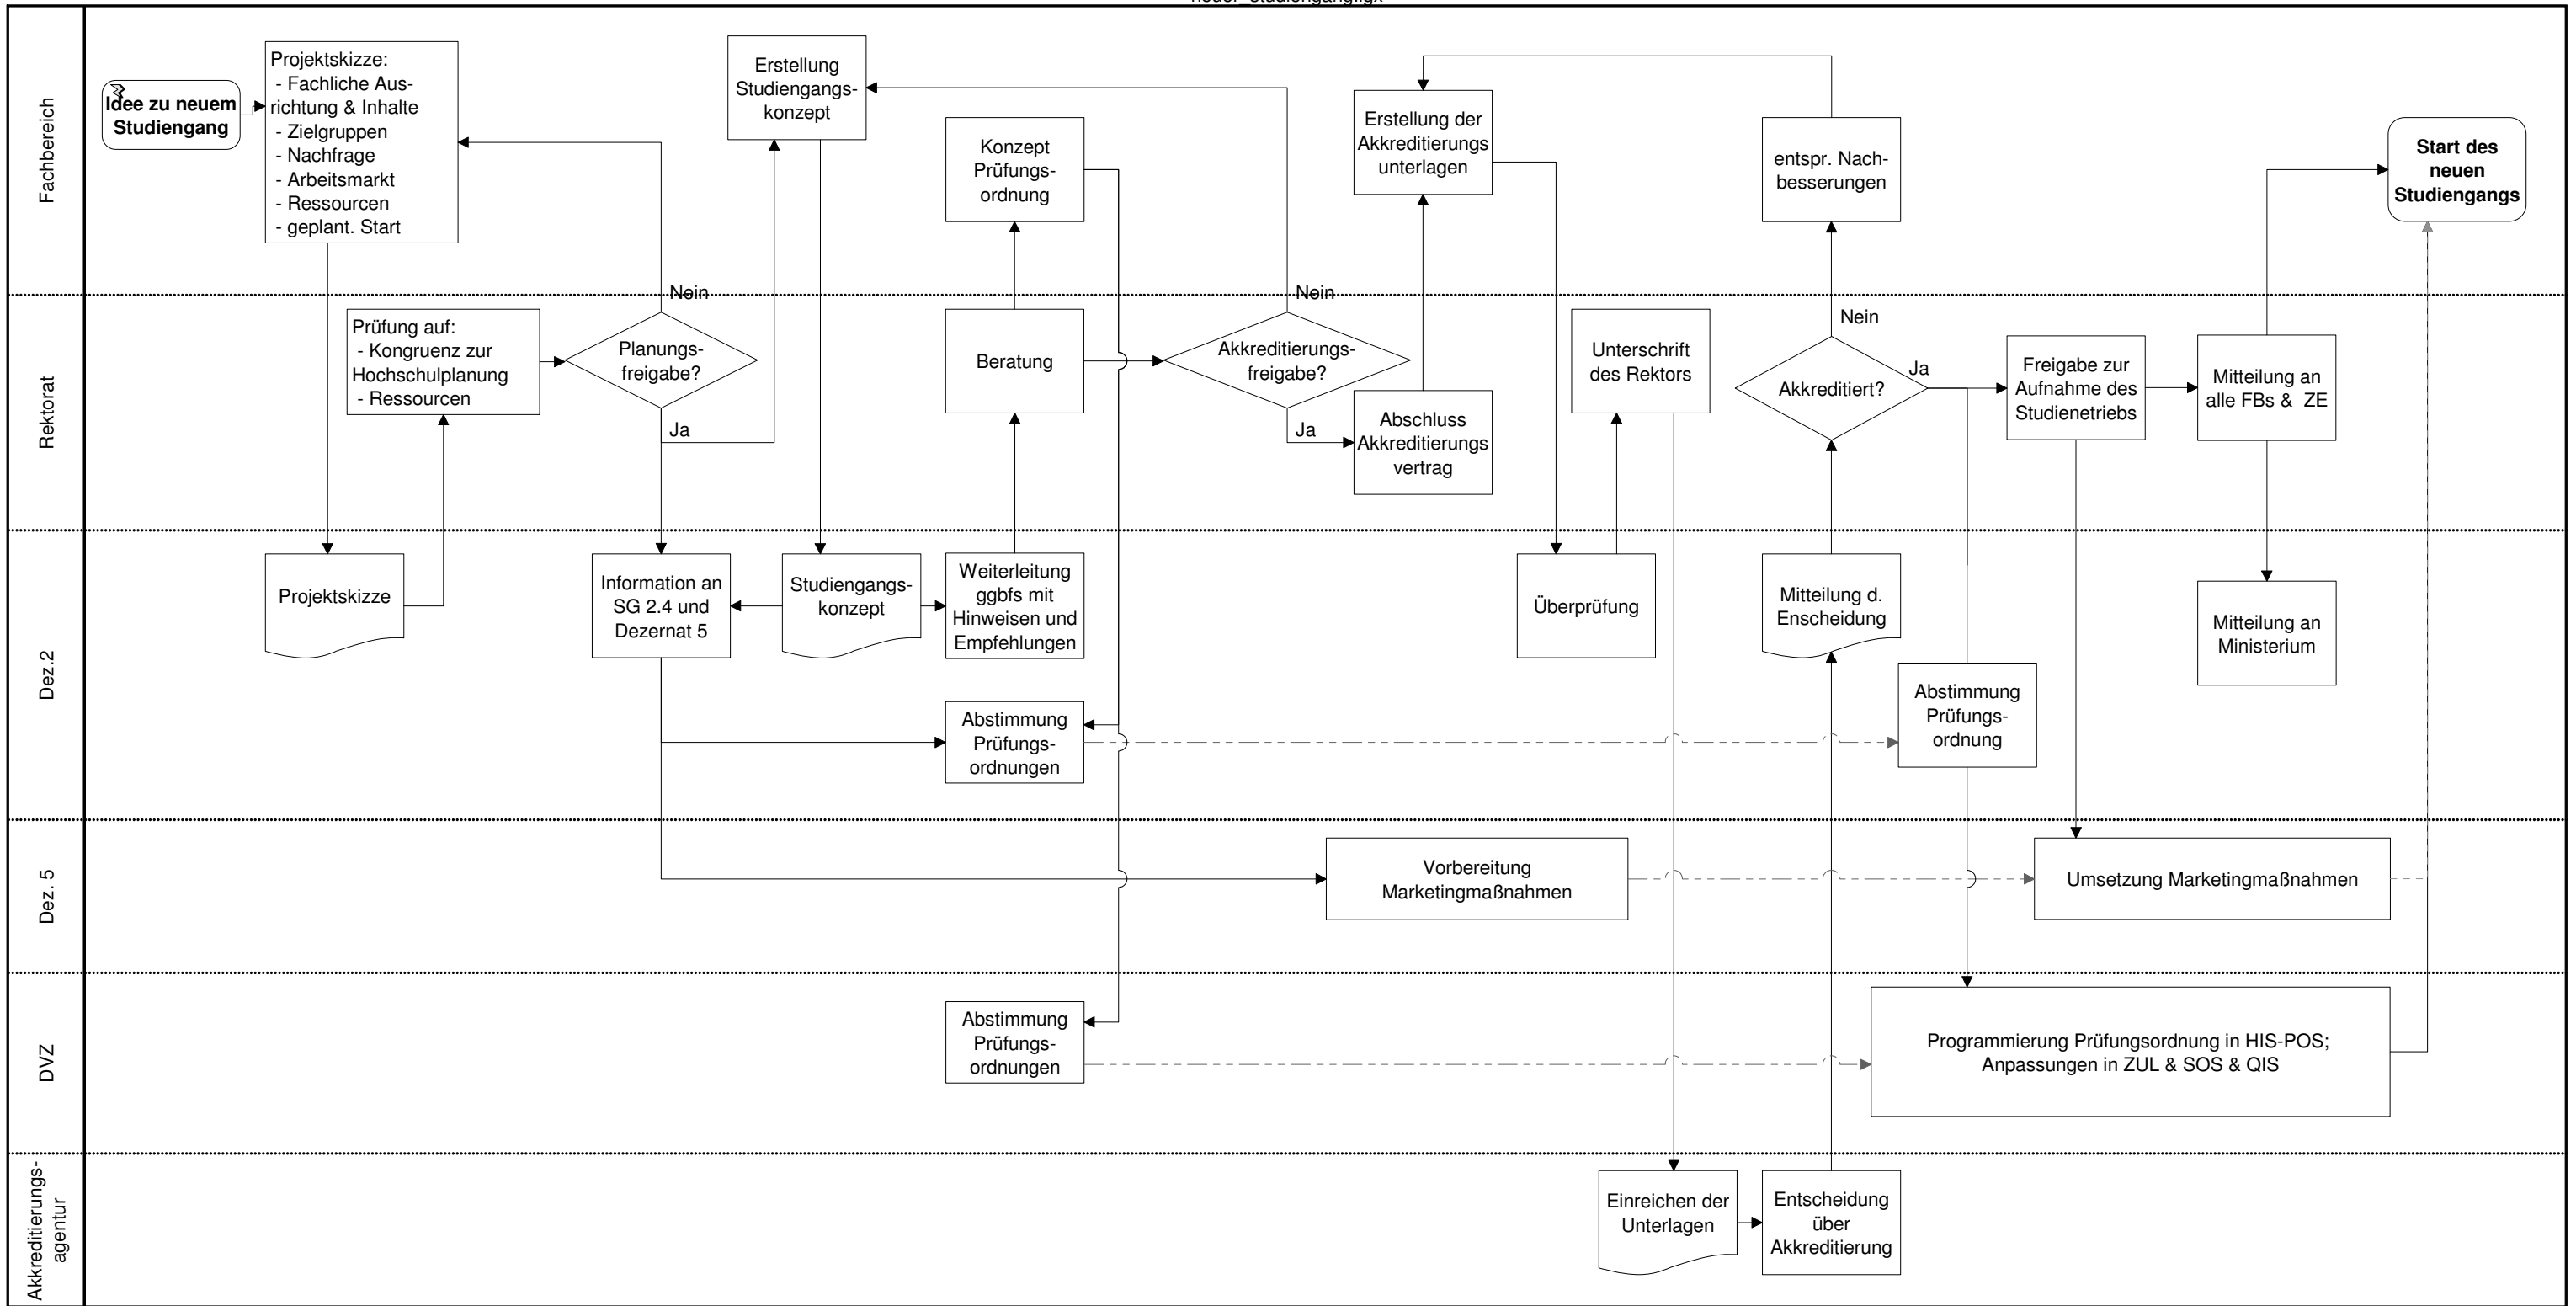 neuer studiengang.igx
Fachbereich
Idee zu neuem
Studiengang
Projektskizze:
- Fachliche Aus-
richtung & Inhalte
- Zielgruppen
- Nachfrage
- Arbeitsmarkt
- Ressourcen
- geplant. Start
Erstellung
Studiengangs-
konzept
Konzept
Prüfungs-
ordnung
Erstellung der
Akkreditierungs
unterlagen
entspr. Nach-
besserungen
Start des
neuen
Studiengangs
Nein
Nein
Rektorat
Prüfung auf:
- Kongruenz zur
Hochschulplanung
- Ressourcen
Planungs-
freigabe?
Ja
Beratung
Akkreditierungs-
freigabe?
Ja
Abschluss
Akkreditierungs
vertrag
Unterschrift
des Rektors
Nein
Akkreditiert?
Ja
Freigabe zur
Aufnahme des
Studienetriebs
Mitteilung an
alle FBs & ZE
Dez.2
Projektskizze
Information an
SG 2.4 und
Dezernat 5
Studiengangs-
konzept
Weiterleitung
ggbfs mit
Hinweisen und
Empfehlungen
Überprüfung
Mitteilung d.
Enscheidung
Mitteilung an
Ministerium
Abstimmung
Prüfungs-
ordnungen
Abstimmung
Prüfungs-
ordnung
Dez. 5
Vorbereitung
Marketingmaßnahmen
Umsetzung Marketingmaßnahmen
DVZ
Abstimmung
Prüfungs-
ordnungen
Programmierung Prüfungsordnung in HIS-POS;
Anpassungen in ZUL & SOS & QIS
Akkreditierungs-
agentur
Einreichen der
Unterlagen
Entscheidung
über
Akkreditierung